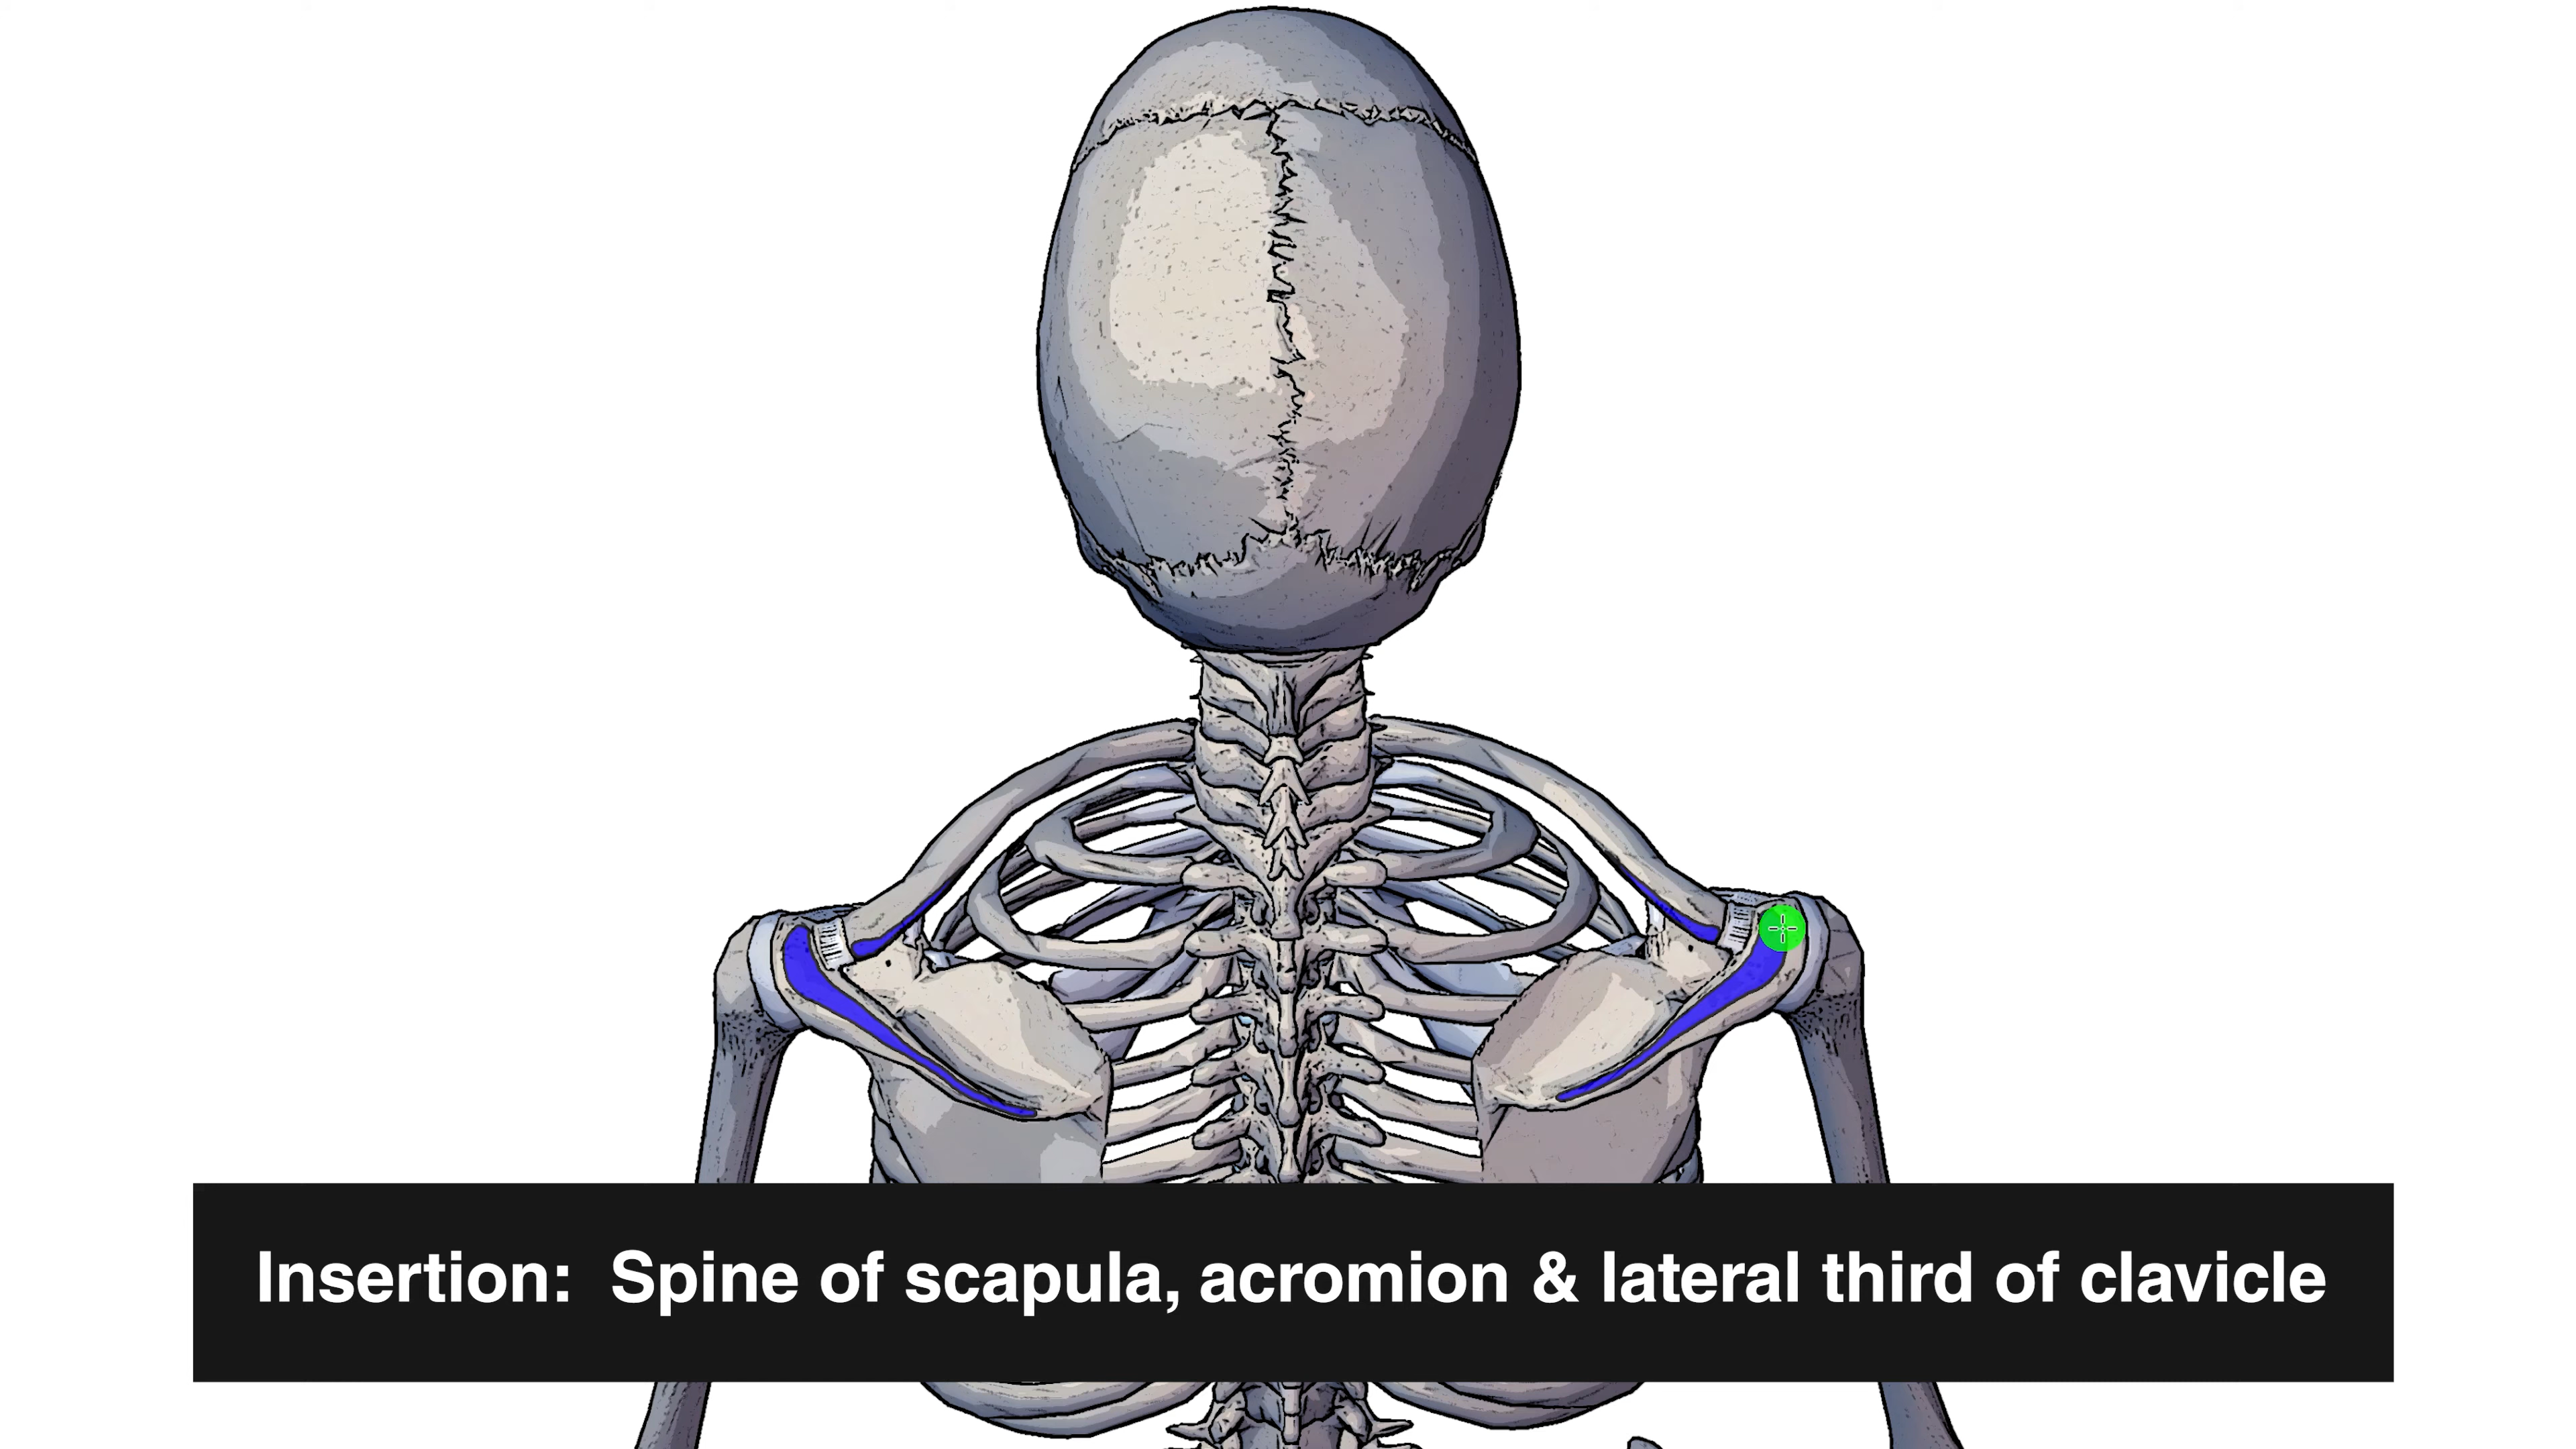 Insertion:  Spine of scapula, acromion & lateral third of clavicle